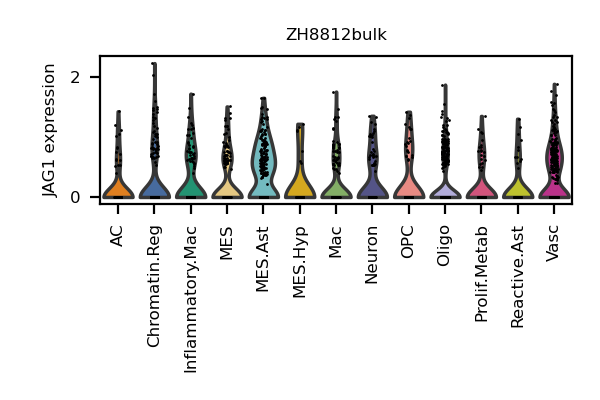 ZH8812bulk
JAG1 expression
2
0
AC
Chromatin.Reg
Inflammatory.Mac
MES
MES.Ast
MES.Hyp
Mac
Neuron
OPC
Oligo
Prolif.Metab
Reactive.Ast
Vasc